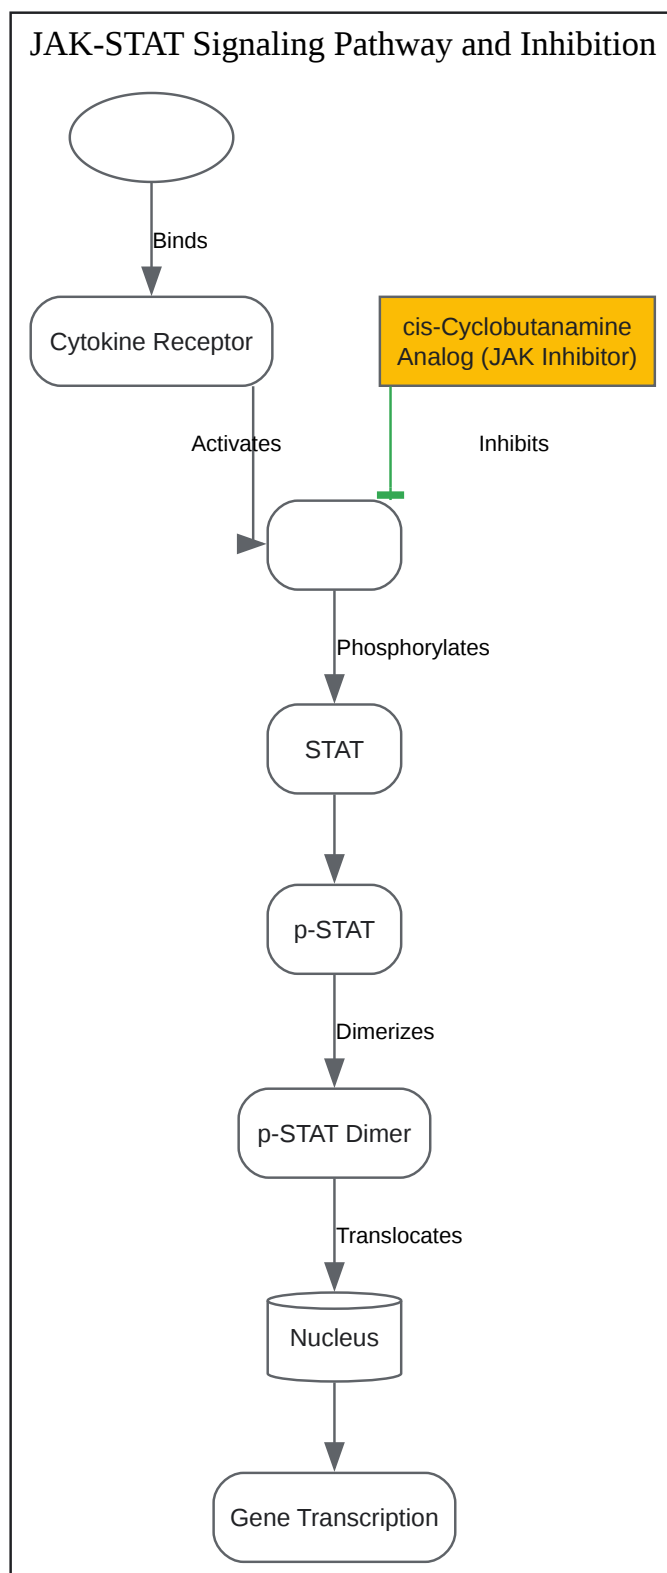 JAK-STAT Signaling Pathway and Inhibition
Binds
Cytokine Receptor
cis-Cyclobutanamine
Analog (JAK Inhibitor)
Activates
Inhibits
Phosphorylates
STAT
p-STAT
Dimerizes
p-STAT Dimer
Translocates
Nucleus
Gene Transcription